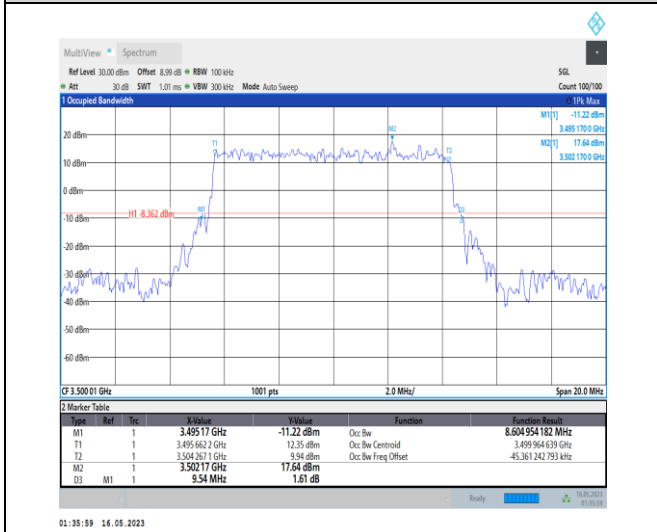 MultiView Spectrum
Ref Level 30.00 dBm Offset 8.99 dB RBW 100 kHz SGL
Att 30 dB SWT 1.01 ms VBW 300 kHz Mode Auto Sweep Count 100/100
1 Occupied Bandwidth 1Pk Max
M1[1] -11.22 dBm
3.495 170 0 GHz
M2[1] 17.64 dBm
3.502 170 0 GHz
20 dBm
M2
T1
T2
10 dBm
0 dBm
M1
D3
-10 dBm
H1 -8.362 dBm
-20 dBm
-30 dBm
-40 dBm
-50 dBm
-60 dBm
CF 3.500 01 GHz 1001 pts 2.0 MHz/ Span 20.0 MHz
2 Marker Table
Type Ref Trc X-Value Y-Value Function Function Result
M1 1 3.495 17 GHz -11.22 dBm Occ Bw 8.604 954 182 MHz
T1 1 3.495 662 2 GHz 12.35 dBm Occ Bw Centroid 3.499 964 639 GHz
T2 1 3.504 267 1 GHz 9.94 dBm Occ Bw Freq Offset -45.361 242 793 kHz
M2 1 3.502 17 GHz 17.64 dBm
D3 M1 1 9.54 MHz 1.61 dB
Ready 16.05.2023
01:35:59
01:35:59 16.05.2023